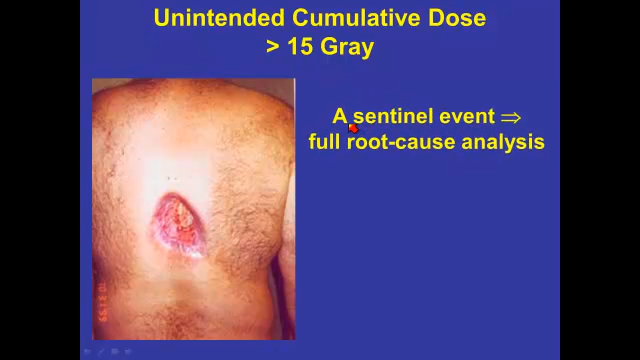 Unintended Cumulative Dose
> 15 Gray
A sentinel event ⇒
full root-cause analysis